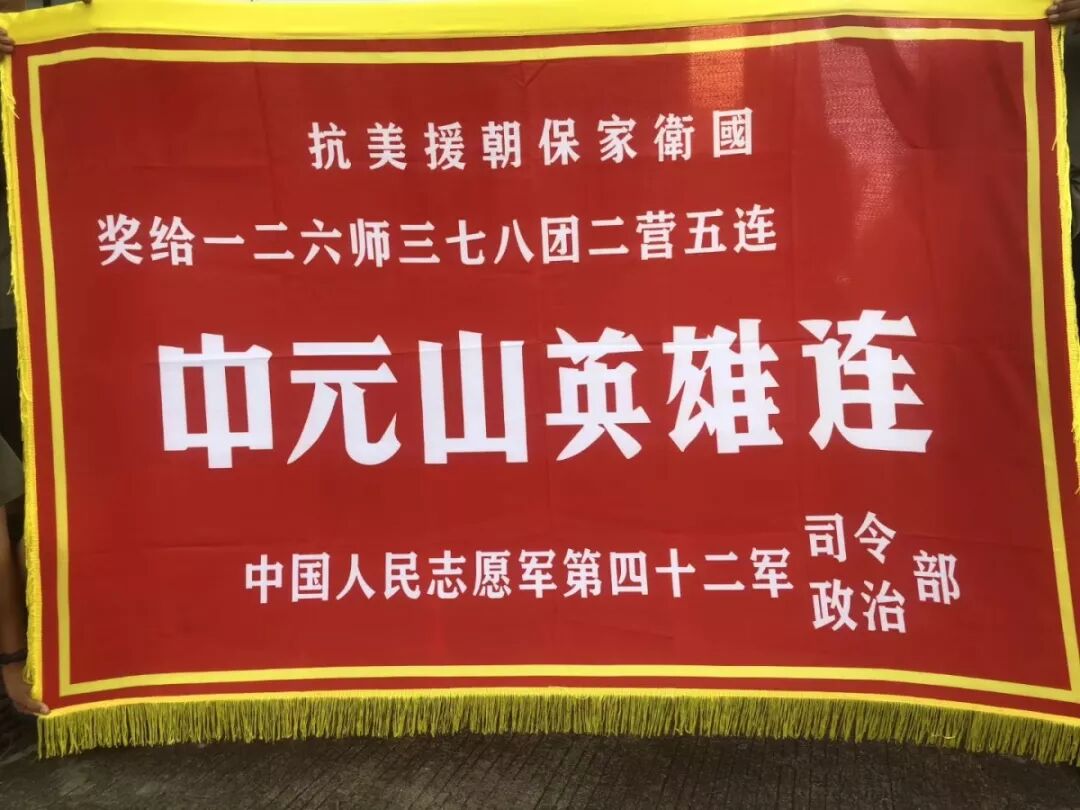 抗美援朝保家衛國
奖给一二六师三七八团二营五连
中元山英雄连
中国人民志愿军第四十二军司令政治部